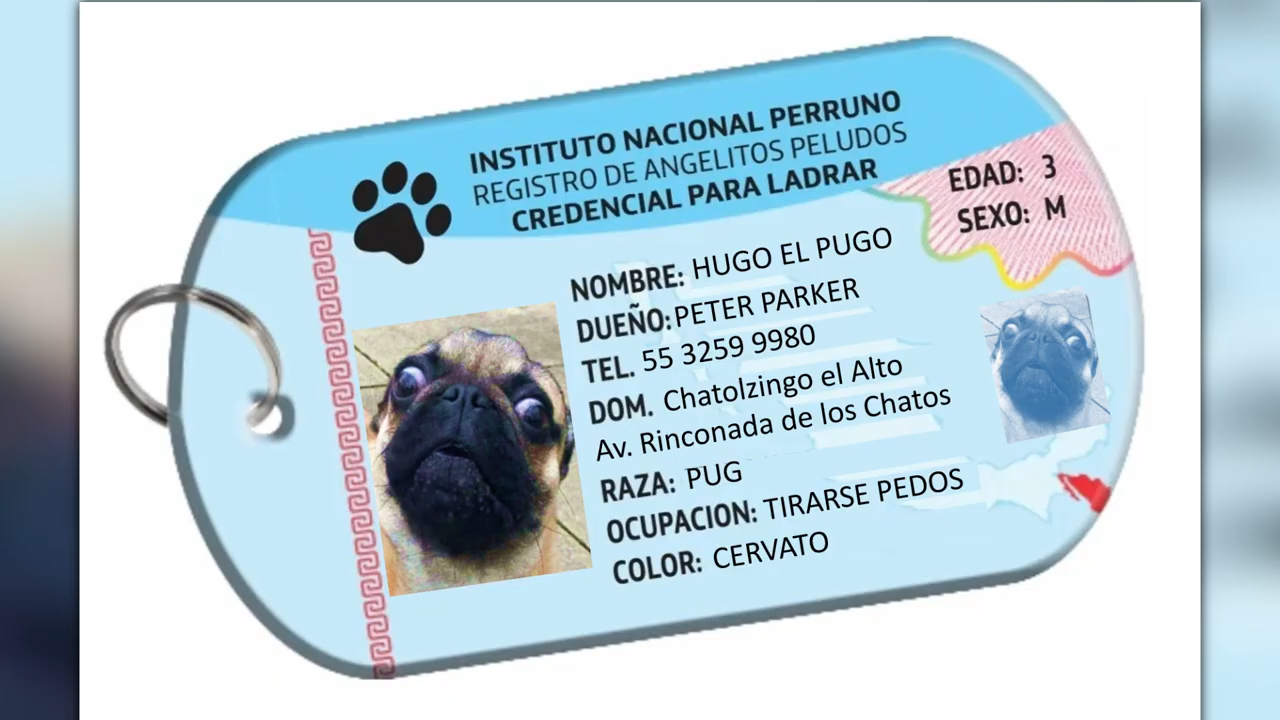 INSTITUTO NACIONAL PERRUNO
REGISTRO DE ANGELITOS PELUDOS
CREDENCIAL PARA LADRAR
EDAD: 3
SEXO: M
NOMBRE: HUGO EL PUGO
DUEÑO: PETER PARKER
TEL. 55 3259 9980
DOM. Chatolzingo el Alto
Av. Rinconada de los Chatos
RAZA: PUG
OCUPACION: TIRARSE PEDOS
COLOR: CERVATO